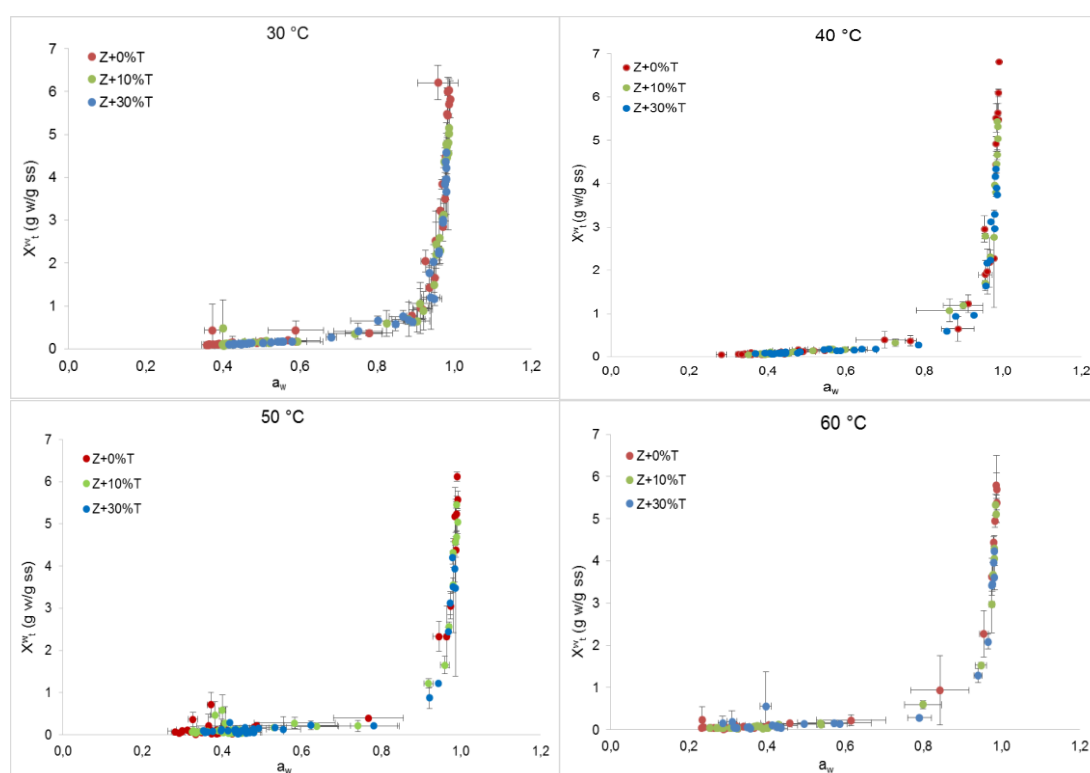 30 °C
Z+0%T
Z+10%T
Z+30%T
7
6
5
4
3
2
1
0
X^w_t (g w/g ss)
0,0 0,2 0,4 0,6 0,8 1,0 1,2
a_w
40 °C
Z+0%T
Z+10%T
Z+30%T
7
6
5
4
3
2
1
0
X^w_t (g w/g ss)
0,0 0,2 0,4 0,6 0,8 1,0 1,2
a_w
50 °C
Z+0%T
Z+10%T
Z+30%T
7
6
5
4
3
2
1
0
X^w_t (g w/g ss)
0,0 0,2 0,4 0,6 0,8 1,0 1,2
a_w
60 °C
Z+0%T
Z+10%T
Z+30%T
7
6
5
4
3
2
1
0
X^w_t (g w/g ss)
0,0 0,2 0,4 0,6 0,8 1,0 1,2
a_w